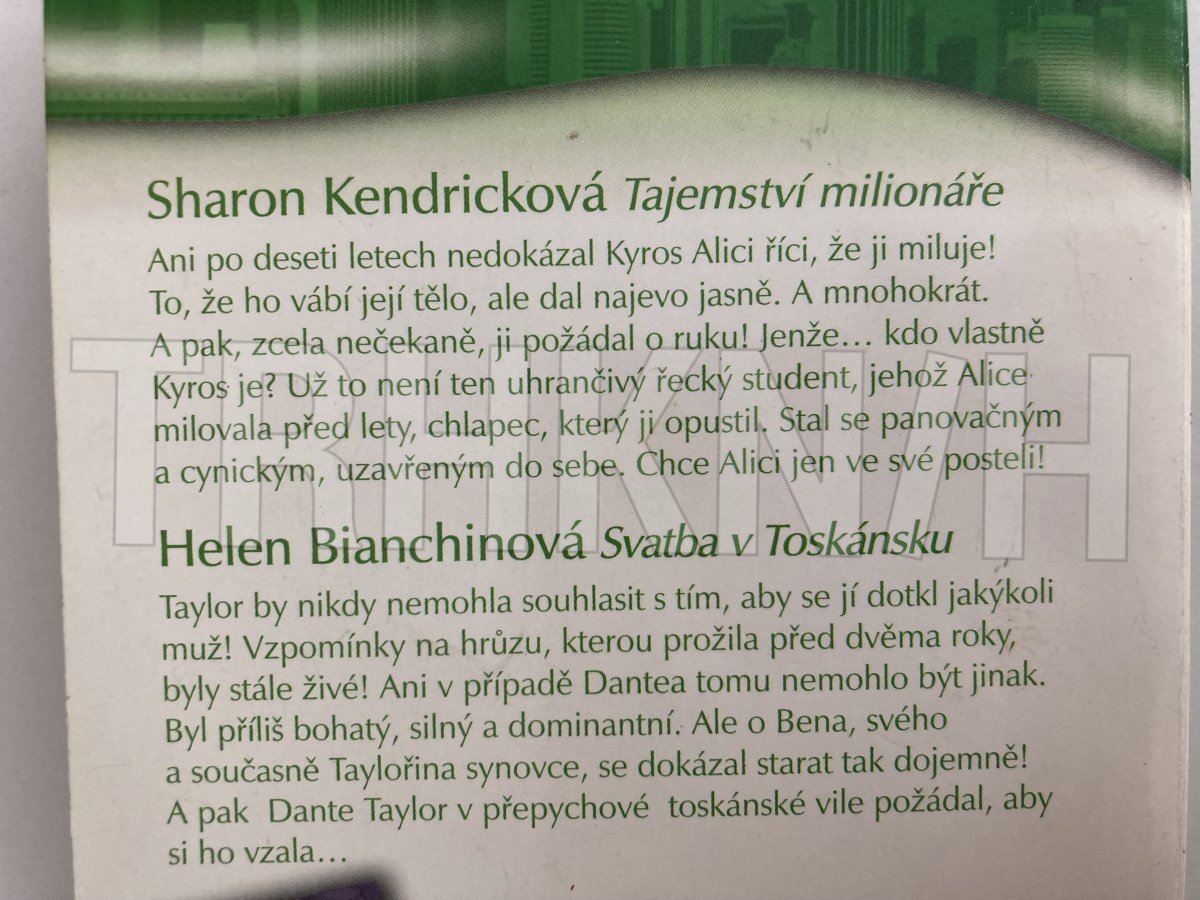 Sharon Kendricková Tajemství milionáře
Ani po deseti letech nedokázal Kyros Alici říci, že ji miluje!
To, že ho vábí její tělo, ale dal najevo jasně. A mnohokrát.
A pak, zcela nečekaně, ji požádal o ruku! Jenže... kdo vlastně
Kyros je? Už to není ten uhrančivý řecký student, jehož Alice
milovala před lety, chlapec, který ji opustil. Stal se panovačným
a cynickým, uzavřeným do sebe. Chce Alici jen ve své posteli!
Helen Bianchinová Svatba v Toskánsku
Taylor by nikdy nemohla souhlasit s tím, aby se jí dotkl jakýkoli
muž! Vzpomínky na hrůzu, kterou prožila před dvěma roky,
byly stále živé! Ani v případě Dantea tomu nemohlo být jinak.
Byl příliš bohatý, silný a dominantní. Ale o Bena, svého
a současně Taylořina synovce, se dokázal starat tak dojemně!
A pak Dante Taylor v přepychové toskánské vile požádal, aby
si ho vzala...
TRHKNIH